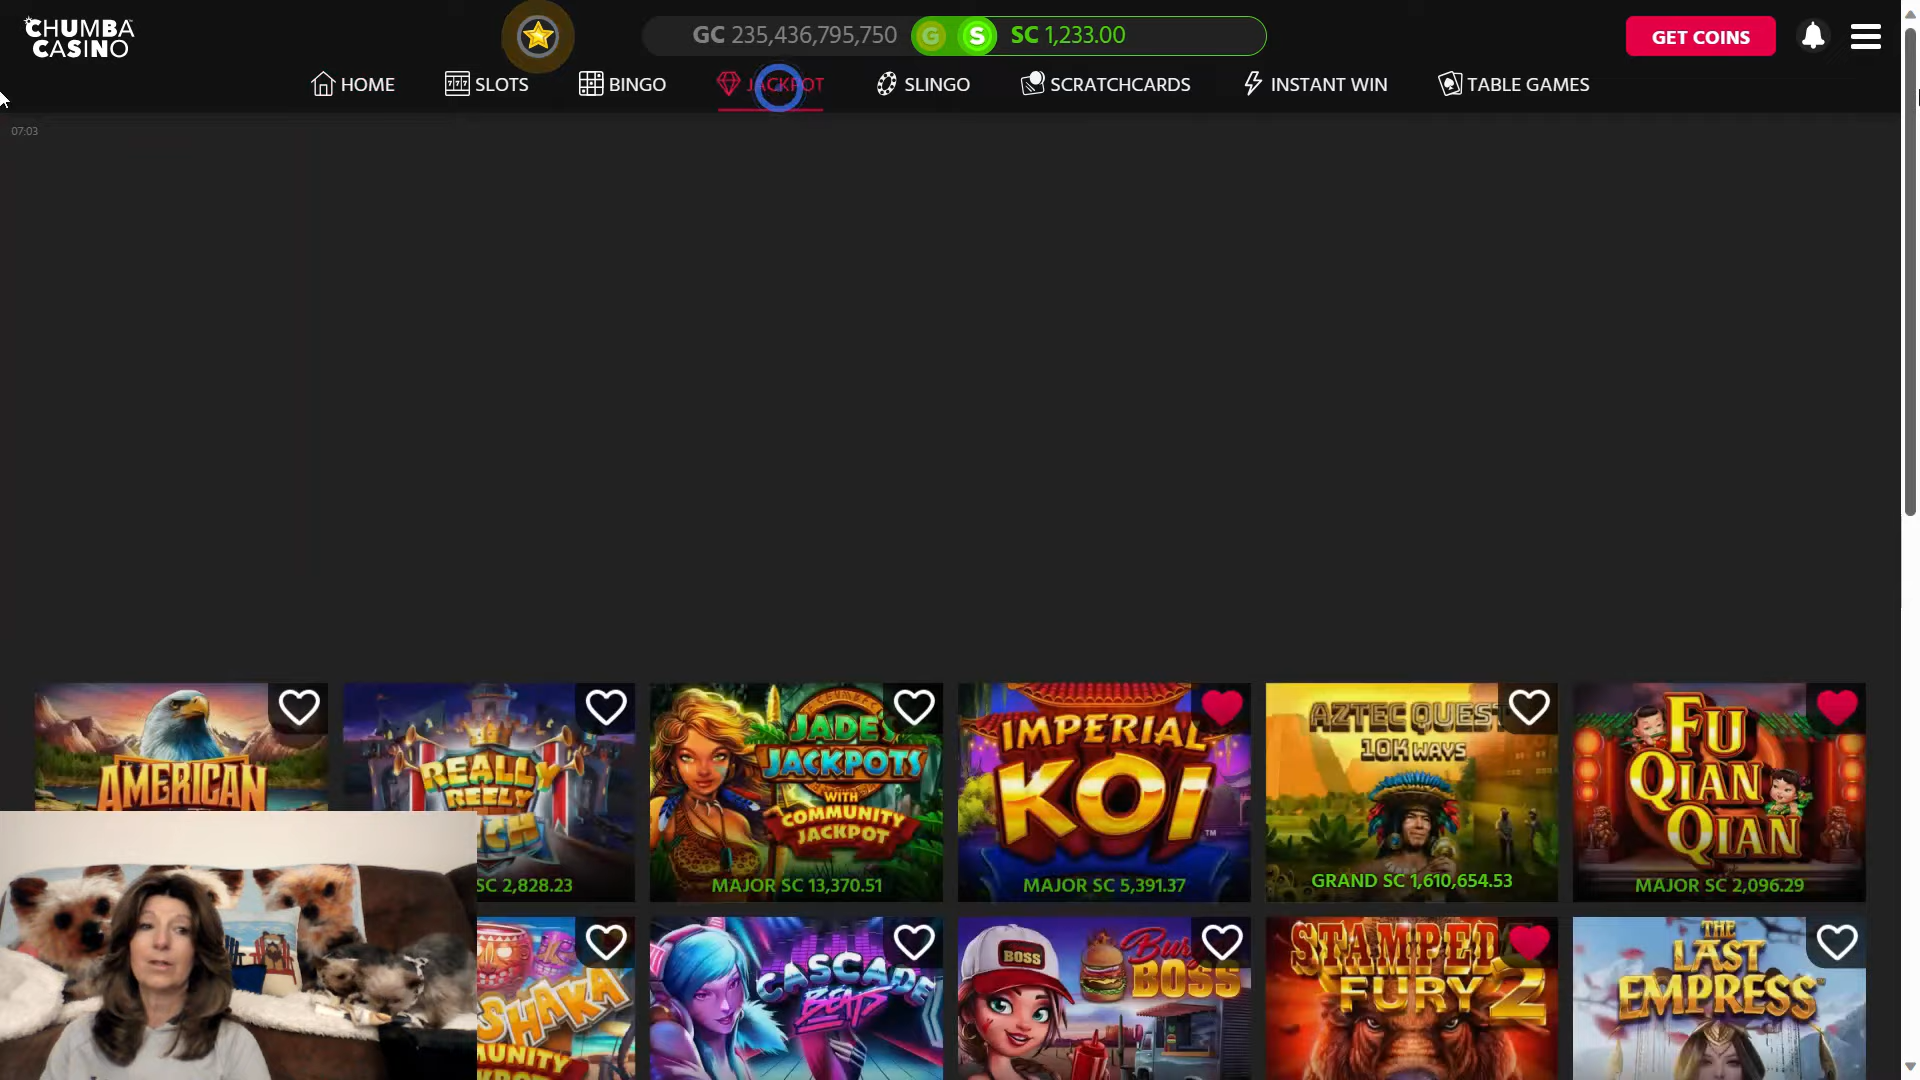 CHUMBA
CASINO
GC 235,436,795,750
G
S
SC 1,233.00
GET COINS
HOME
777
SLOTS
BINGO
JACKPOT
SLINGO
SCRATCHCARDS
INSTANT WIN
TABLE GAMES
07:03
AMERICAN
REALLY
REELY
SC 2,828.23
JADE'S
JACKPOTS
WITH
COMMUNITY
JACKPOT
MAJOR SC 13,370.51
IMPERIAL
KOI
TM
MAJOR SC 5,391.37
AZTEC QUEST
10K WAYS
GRAND SC 1,610,654.53
FU
QIAN
QIAN
MAJOR SC 2,096.29
SHAKA
CASCADE
BEATS
BOSS
BOSS
FURY 2
THE
LAST
EMPRESS